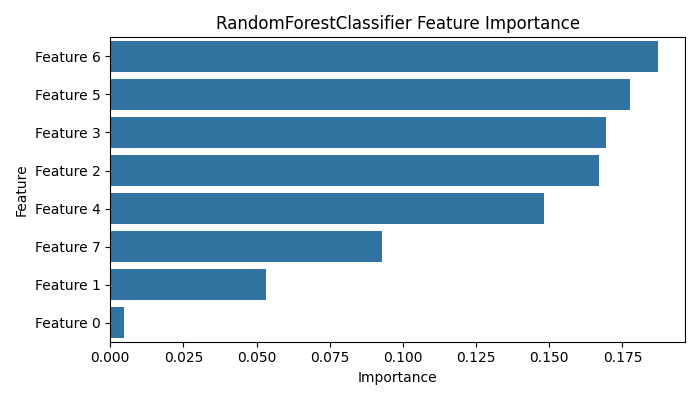 RandomForestClassifier Feature Importance
Feature 6
Feature 5
Feature 3
Feature 2
Feature 4
Feature 7
Feature 1
Feature 0
Feature
0.000 0.025 0.050 0.075 0.100 0.125 0.150 0.175
Importance